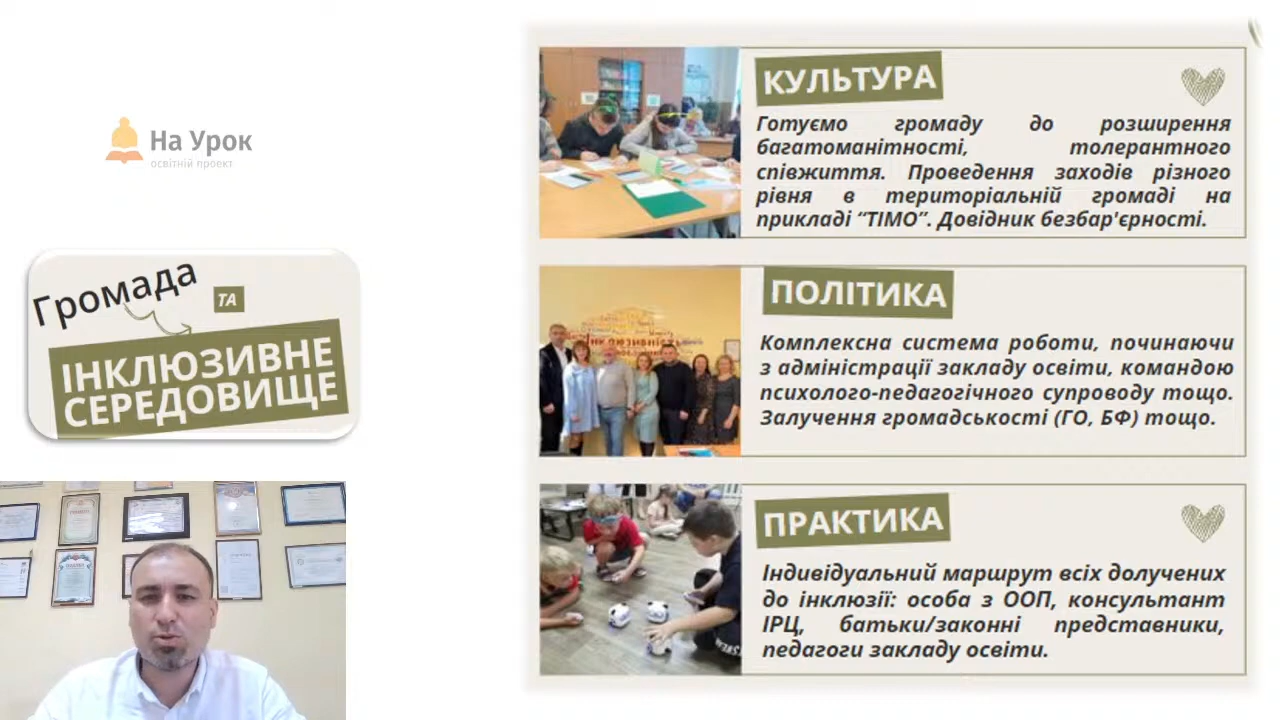 На Урок
освітній проект
Громада
ТА
ІНКЛЮЗИВНЕ
СЕРЕДОВИЩЕ
КУЛЬТУРА
Готуємо громаду до розширення
багатоманітності, толерантного
співжиття. Проведення заходів різного
рівня в територіальній громаді на
прикладі “ТІМО”. Довідник безбар'єрності.
ПОЛІТИКА
Комплексна система роботи, починаючи
з адміністрації закладу освіти, командою
психолого-педагогічного супроводу тощо.
Залучення громадськості (ГО, БФ) тощо.
Інклюзивність
ПРАКТИКА
Індивідуальний маршрут всіх долучених
до інклюзії: особа з ООП, консультант
ІРЦ, батьки/законні представники,
педагоги закладу освіти.